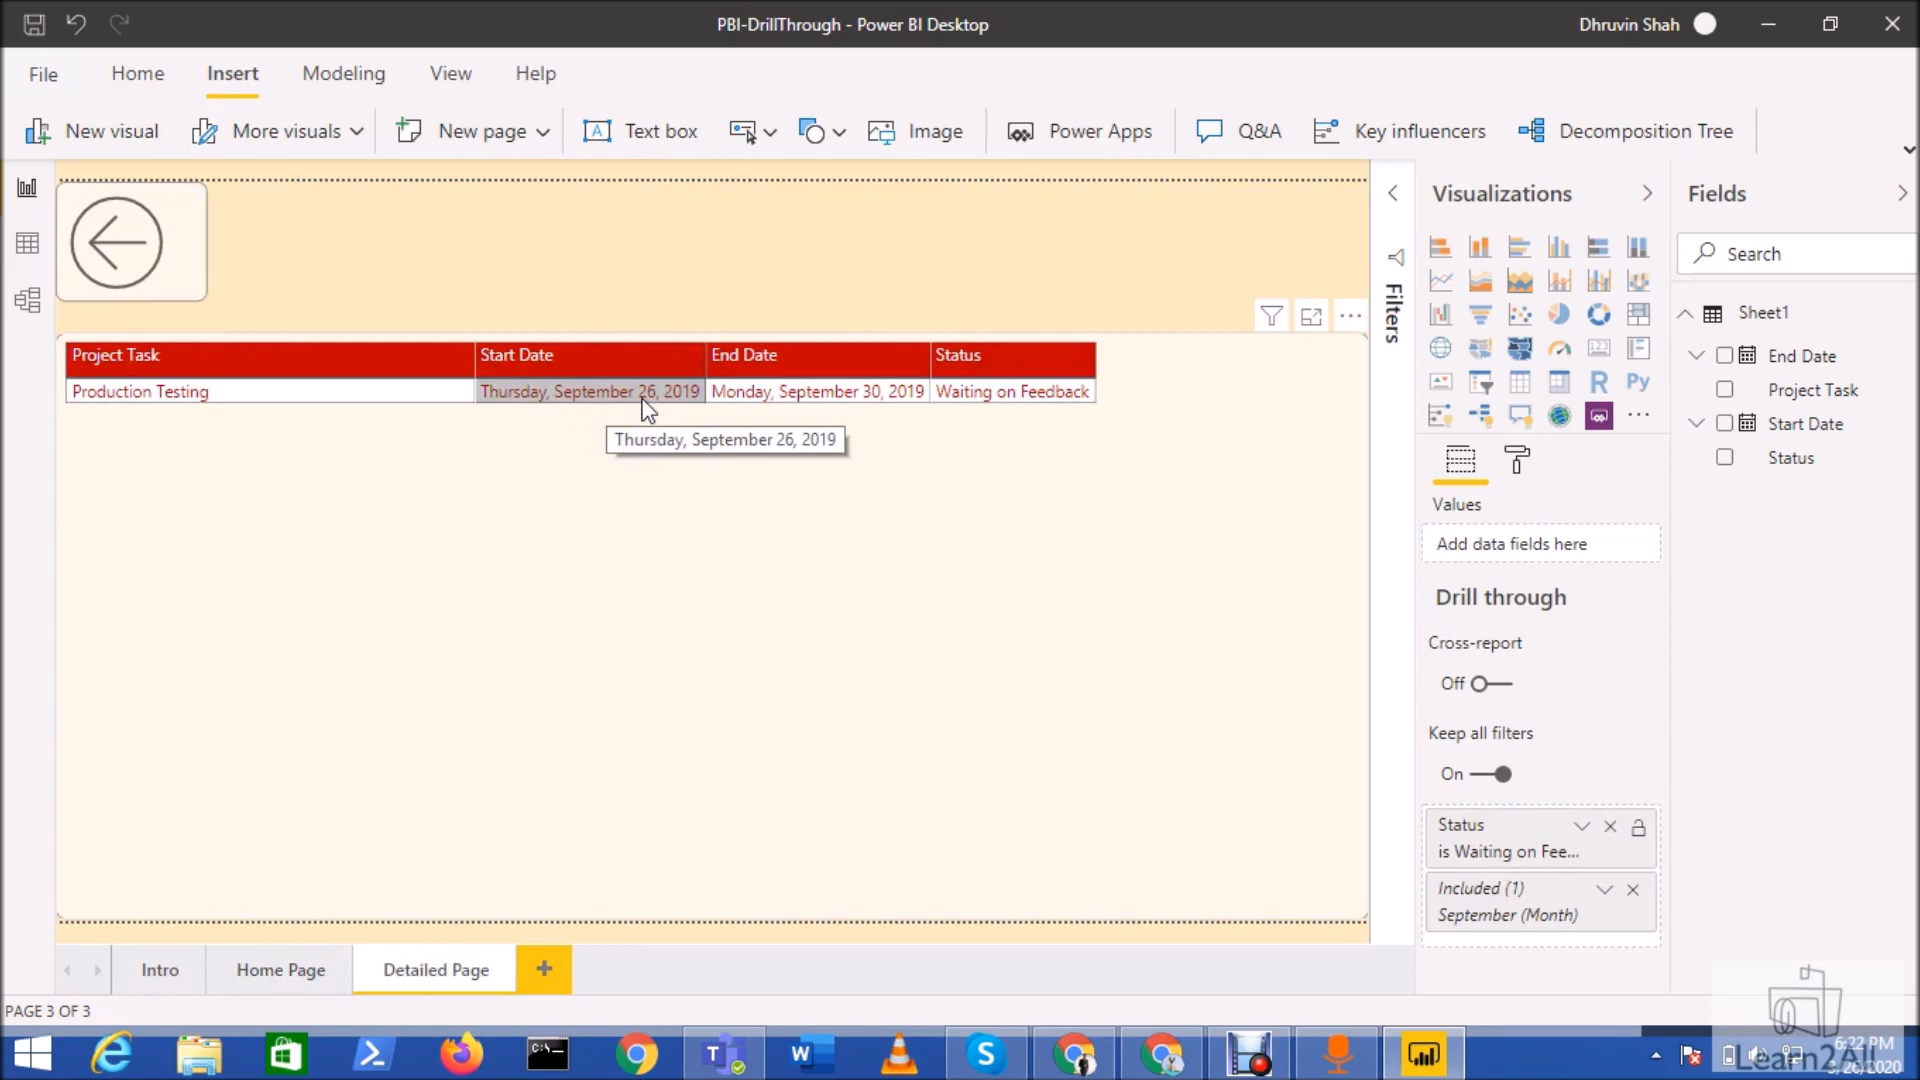 PBI-DrillThrough - Power BI Desktop
Dhruvin Shah
File
Home
Insert
Modeling
View
Help
New visual
More visuals
New page
Text box
Image
Power Apps
Q&A
Key influencers
Decomposition Tree
Project Task
Start Date
End Date
Status
Production Testing
Thursday, September 26, 2019
Monday, September 30, 2019
Waiting on Feedback
Thursday, September 26, 2019
Filters
Visualizations
R
Py
Values
Add data fields here
Drill through
Cross-report
Off
Keep all filters
On
Status
is Waiting on Fee...
Included (1)
September (Month)
Fields
Search
Sheet1
End Date
Project Task
Start Date
Status
Intro
Home Page
Detailed Page
PAGE 3 OF 3
6:22 PM
Learn2All